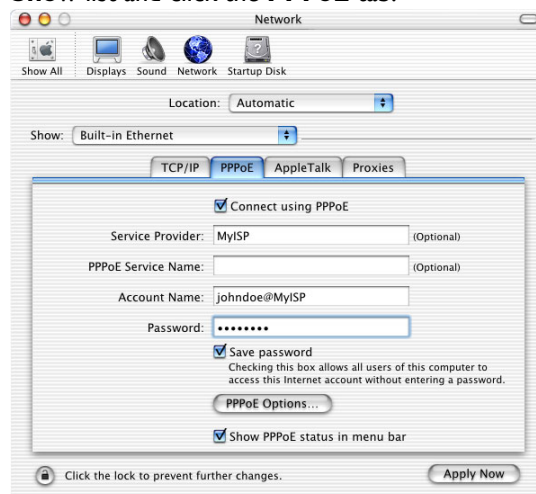 Show list and click the PPPoE tab.
Network
Show All Displays Sound Network Startup Disk
Location: Automatic
Show: Built-in Ethernet
TCP/IP PPPoE AppleTalk Proxies
Connect using PPPoE
Service Provider: MyISP (Optional)
PPPoE Service Name: (Optional)
Account Name: johndoe@MyISP
Password: ••••••••
Save password
Checking this box allows all users of this computer to
access this Internet account without entering a password.
PPPoE Options...
Show PPPoE status in menu bar
Click the lock to prevent further changes. Apply Now